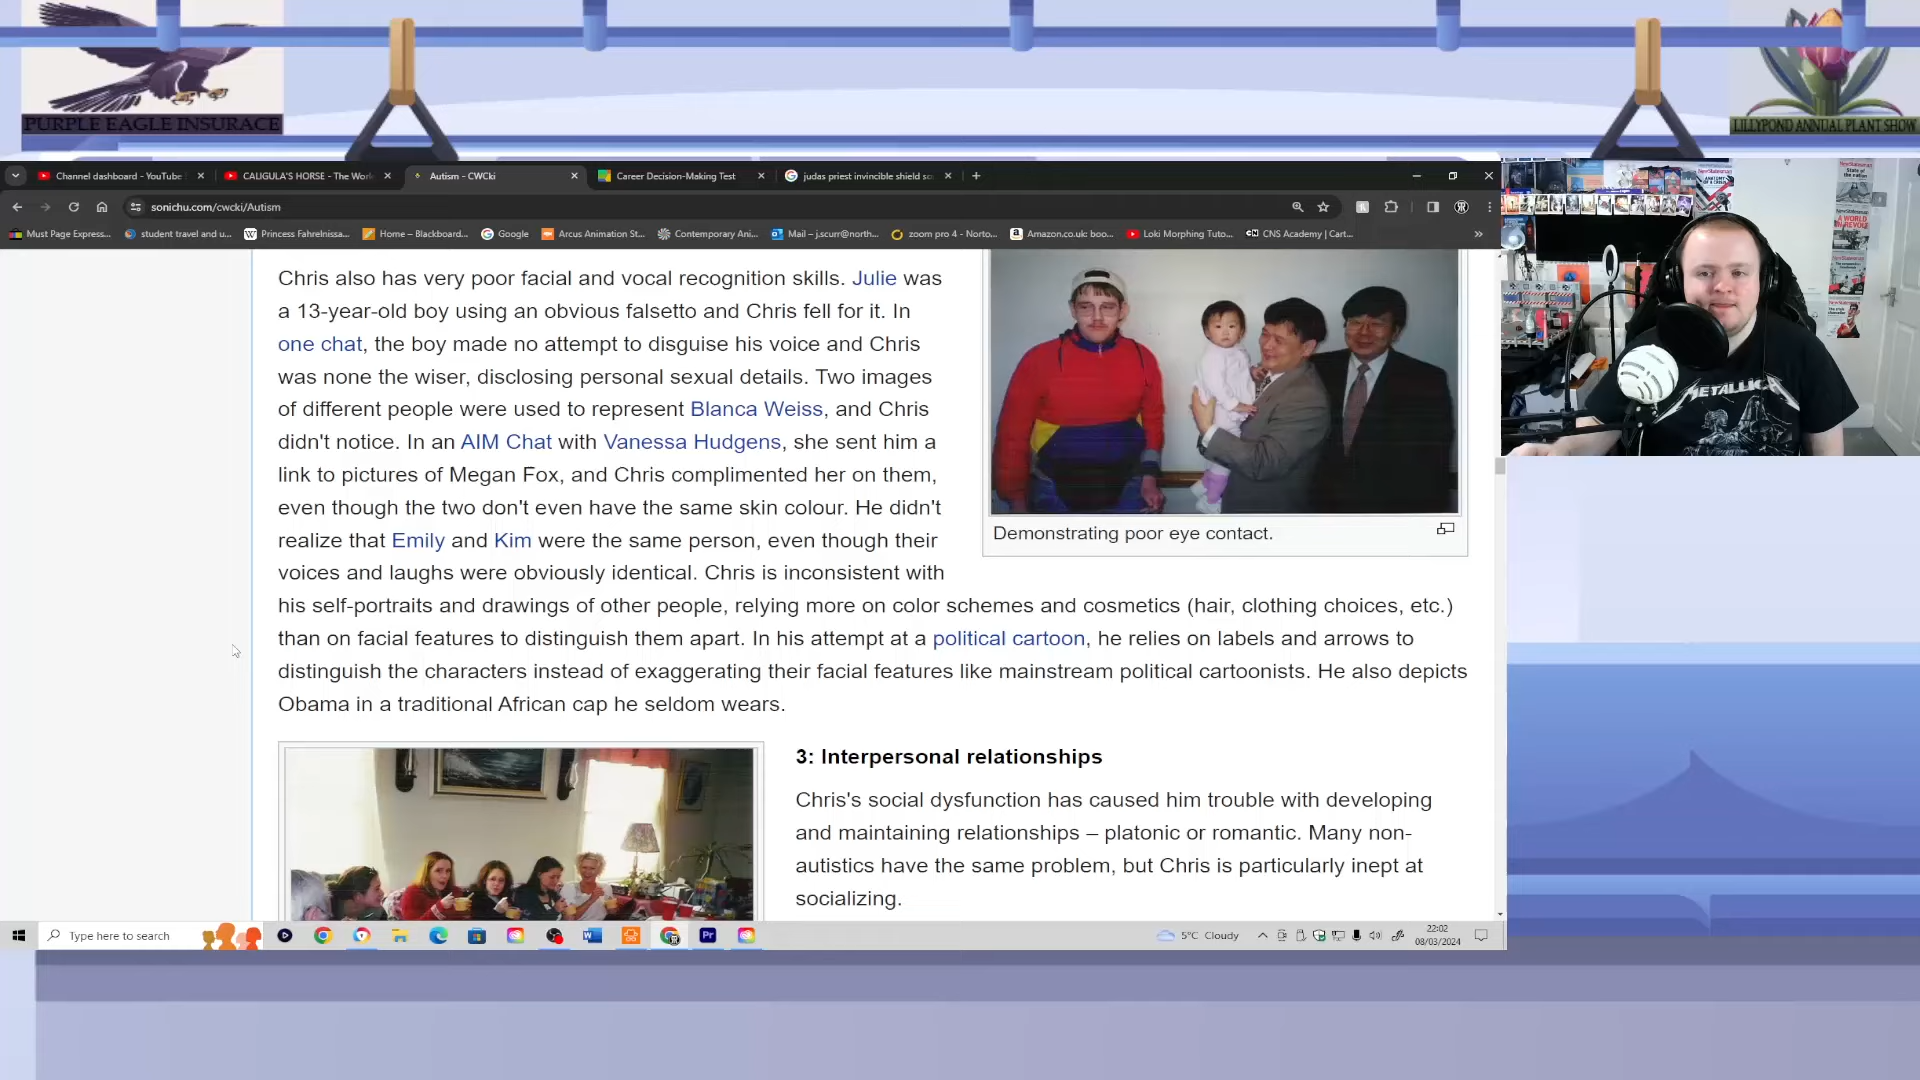 PURPLE EAGLE INSURACE
LILLYPOND ANNUAL PLANT SHOW
Channel dashboard - YouTube
CALIGULA'S HORSE - The Worl
Autism - CWCki
Career Decision-Making Test
judas priest invincible shield so
sonichu.com/cwcki/Autism
Must Page Express...
student travel and u...
Princess Fahrelnissa...
Home – Blackboard...
Google
Arcus Animation St...
Contemporary Ani...
Mail – j.scurr@north...
zoom pro 4 - Norto...
Amazon.co.uk: boo...
Loki Morphing Tuto...
CNS Academy | Cart...
Chris also has very poor facial and vocal recognition skills. Julie was
a 13-year-old boy using an obvious falsetto and Chris fell for it. In
one chat, the boy made no attempt to disguise his voice and Chris
was none the wiser, disclosing personal sexual details. Two images
of different people were used to represent Blanca Weiss, and Chris
didn't notice. In an AIM Chat with Vanessa Hudgens, she sent him a
link to pictures of Megan Fox, and Chris complimented her on them,
even though the two don't even have the same skin colour. He didn't
realize that Emily and Kim were the same person, even though their
voices and laughs were obviously identical. Chris is inconsistent with
his self-portraits and drawings of other people, relying more on color schemes and cosmetics (hair, clothing choices, etc.)
than on facial features to distinguish them apart. In his attempt at a political cartoon, he relies on labels and arrows to
distinguish the characters instead of exaggerating their facial features like mainstream political cartoonists. He also depicts
Obama in a traditional African cap he seldom wears.
Demonstrating poor eye contact.
3: Interpersonal relationships
Chris's social dysfunction has caused him trouble with developing
and maintaining relationships – platonic or romantic. Many non-
autistics have the same problem, but Chris is particularly inept at
socializing.
METALLICA
Type here to search
5°C Cloudy
22:02
08/03/2024